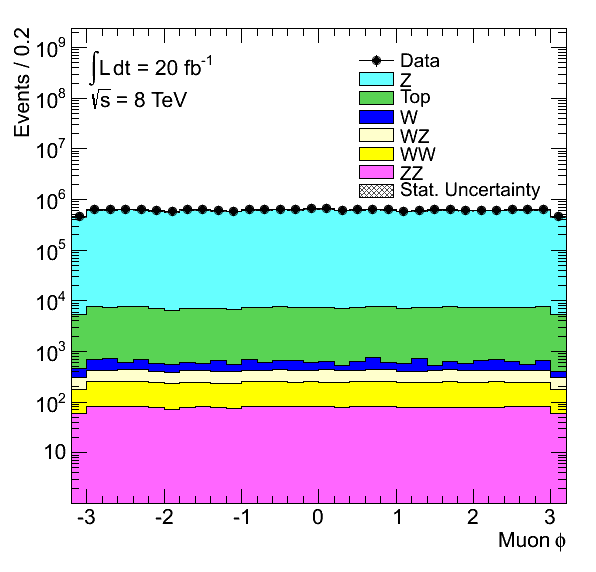 Events / 0.2
10⁹
10⁸
10⁷
10⁶
10⁵
10⁴
10³
10²
10
∫L dt = 20 fb⁻¹
√s = 8 TeV
Data
Z
Top
W
WZ
WW
ZZ
Stat. Uncertainty
-3 -2 -1 0 1 2 3
Muon ϕ